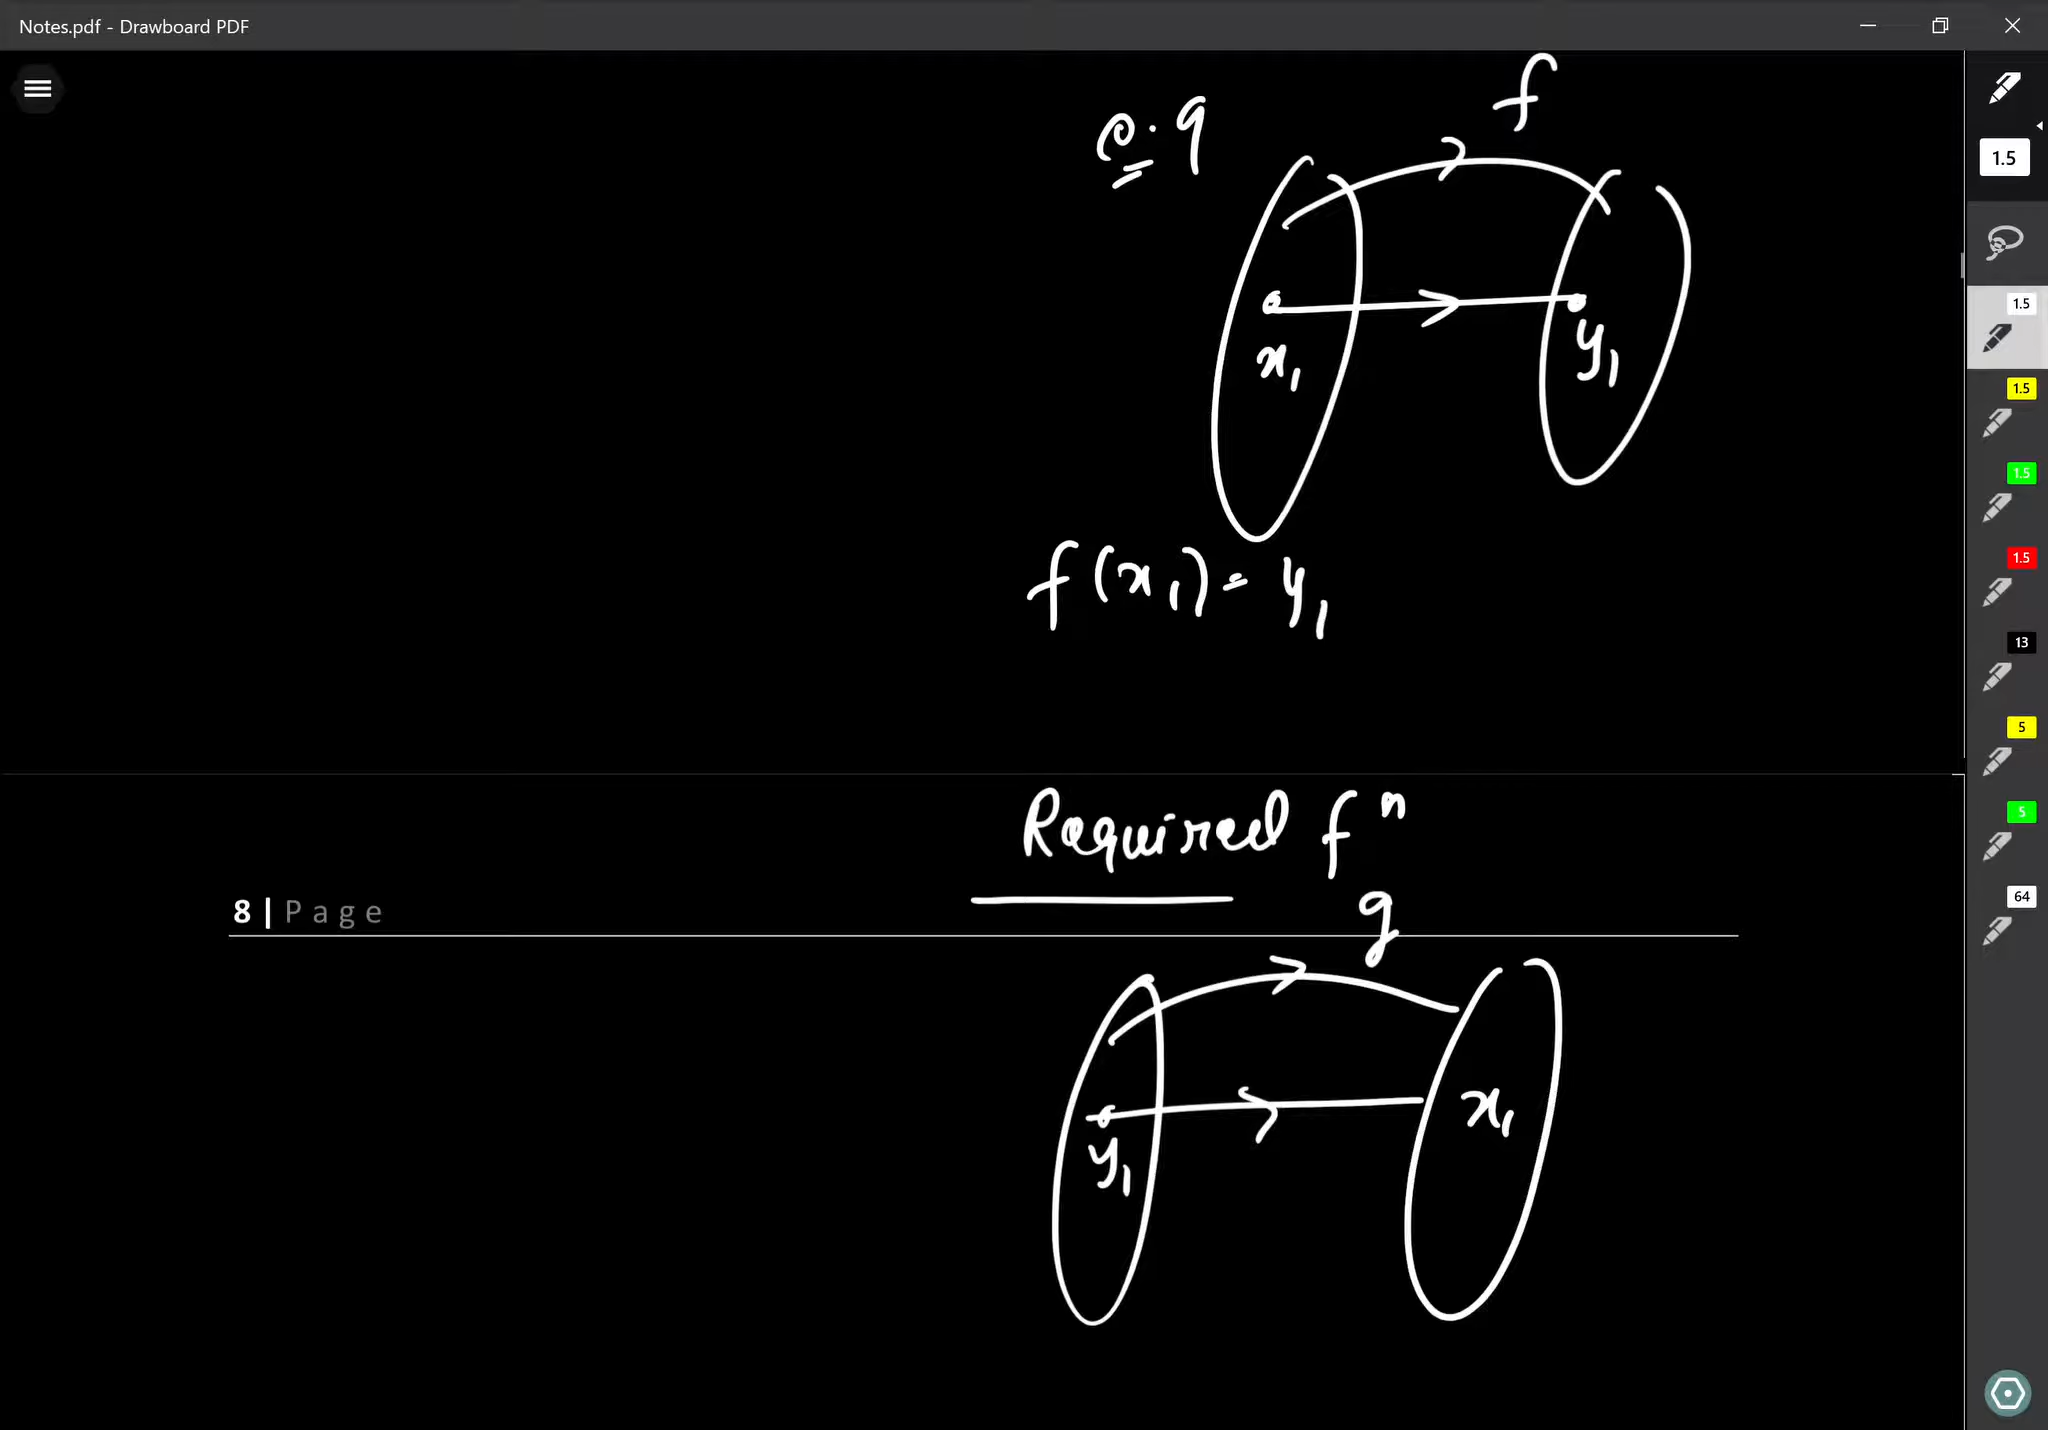 Notes.pdf - Drawboard PDF
e.g
f
1.5
x₁
y₁
1.5
1.5
1.5
1.5
f(x₁) = y₁
13
5
Required fⁿ
5
8 | Page
g
64
y₁
x₁